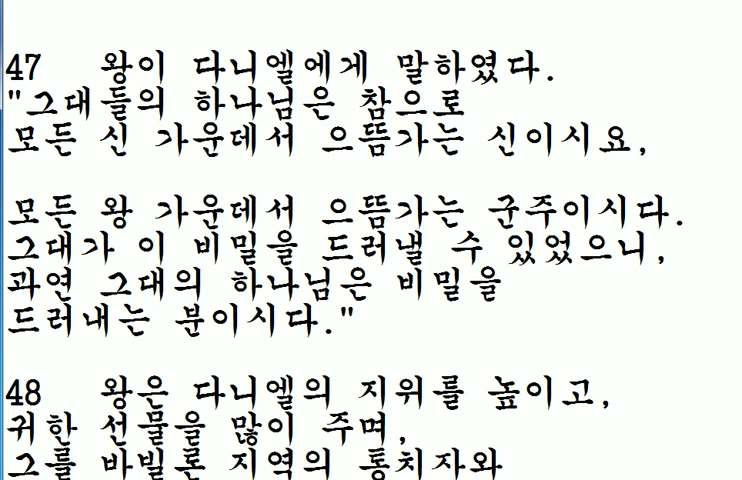 47 왕이 다니엘에게 말하였다.
"그대들의 하나님은 참으로
모든 신 가운데서 으뜸가는 신이시요,
모든 왕 가운데서 으뜸가는 군주이시다.
그대가 이 비밀을 드러낼 수 있었으니,
과연 그대의 하나님은 비밀을
드러내는 분이시다."
48 왕은 다니엘의 지위를 높이고,
귀한 선물을 많이 주며,
그를 바빌론 지역의 통치자와